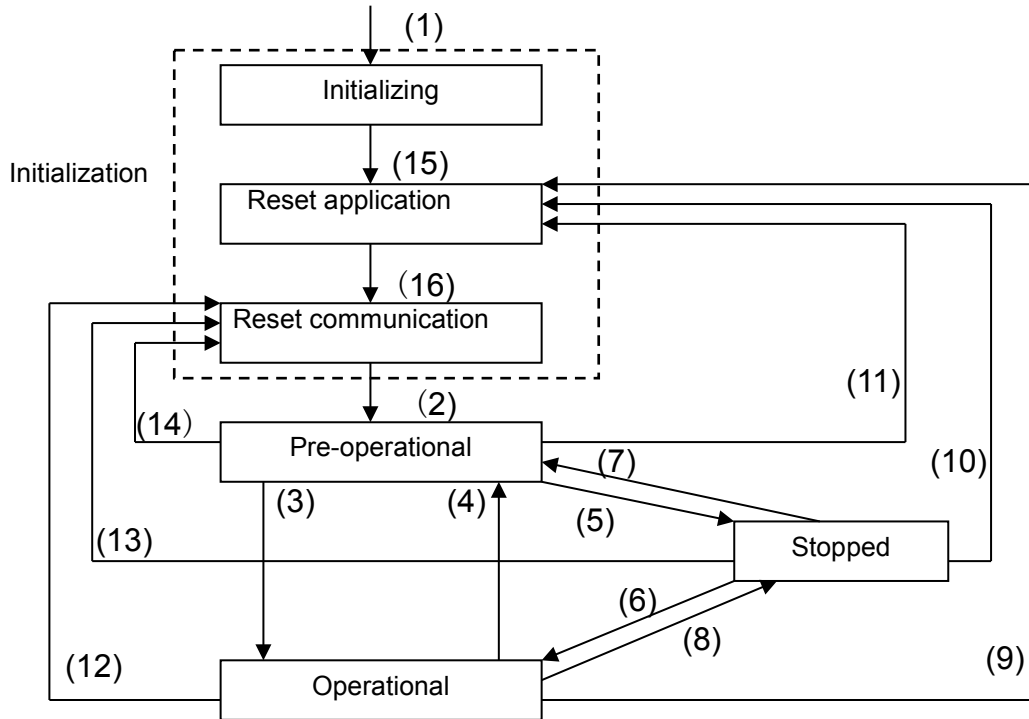 (1)
Initializing
(15)
Initialization
Reset application
（16)
Reset communication
(11)
（2)
(14）
Pre-operational
(7)
(10)
(3)
(4)
(5)
(13)
Stopped
(6)
(8)
(12)
Operational
(9)